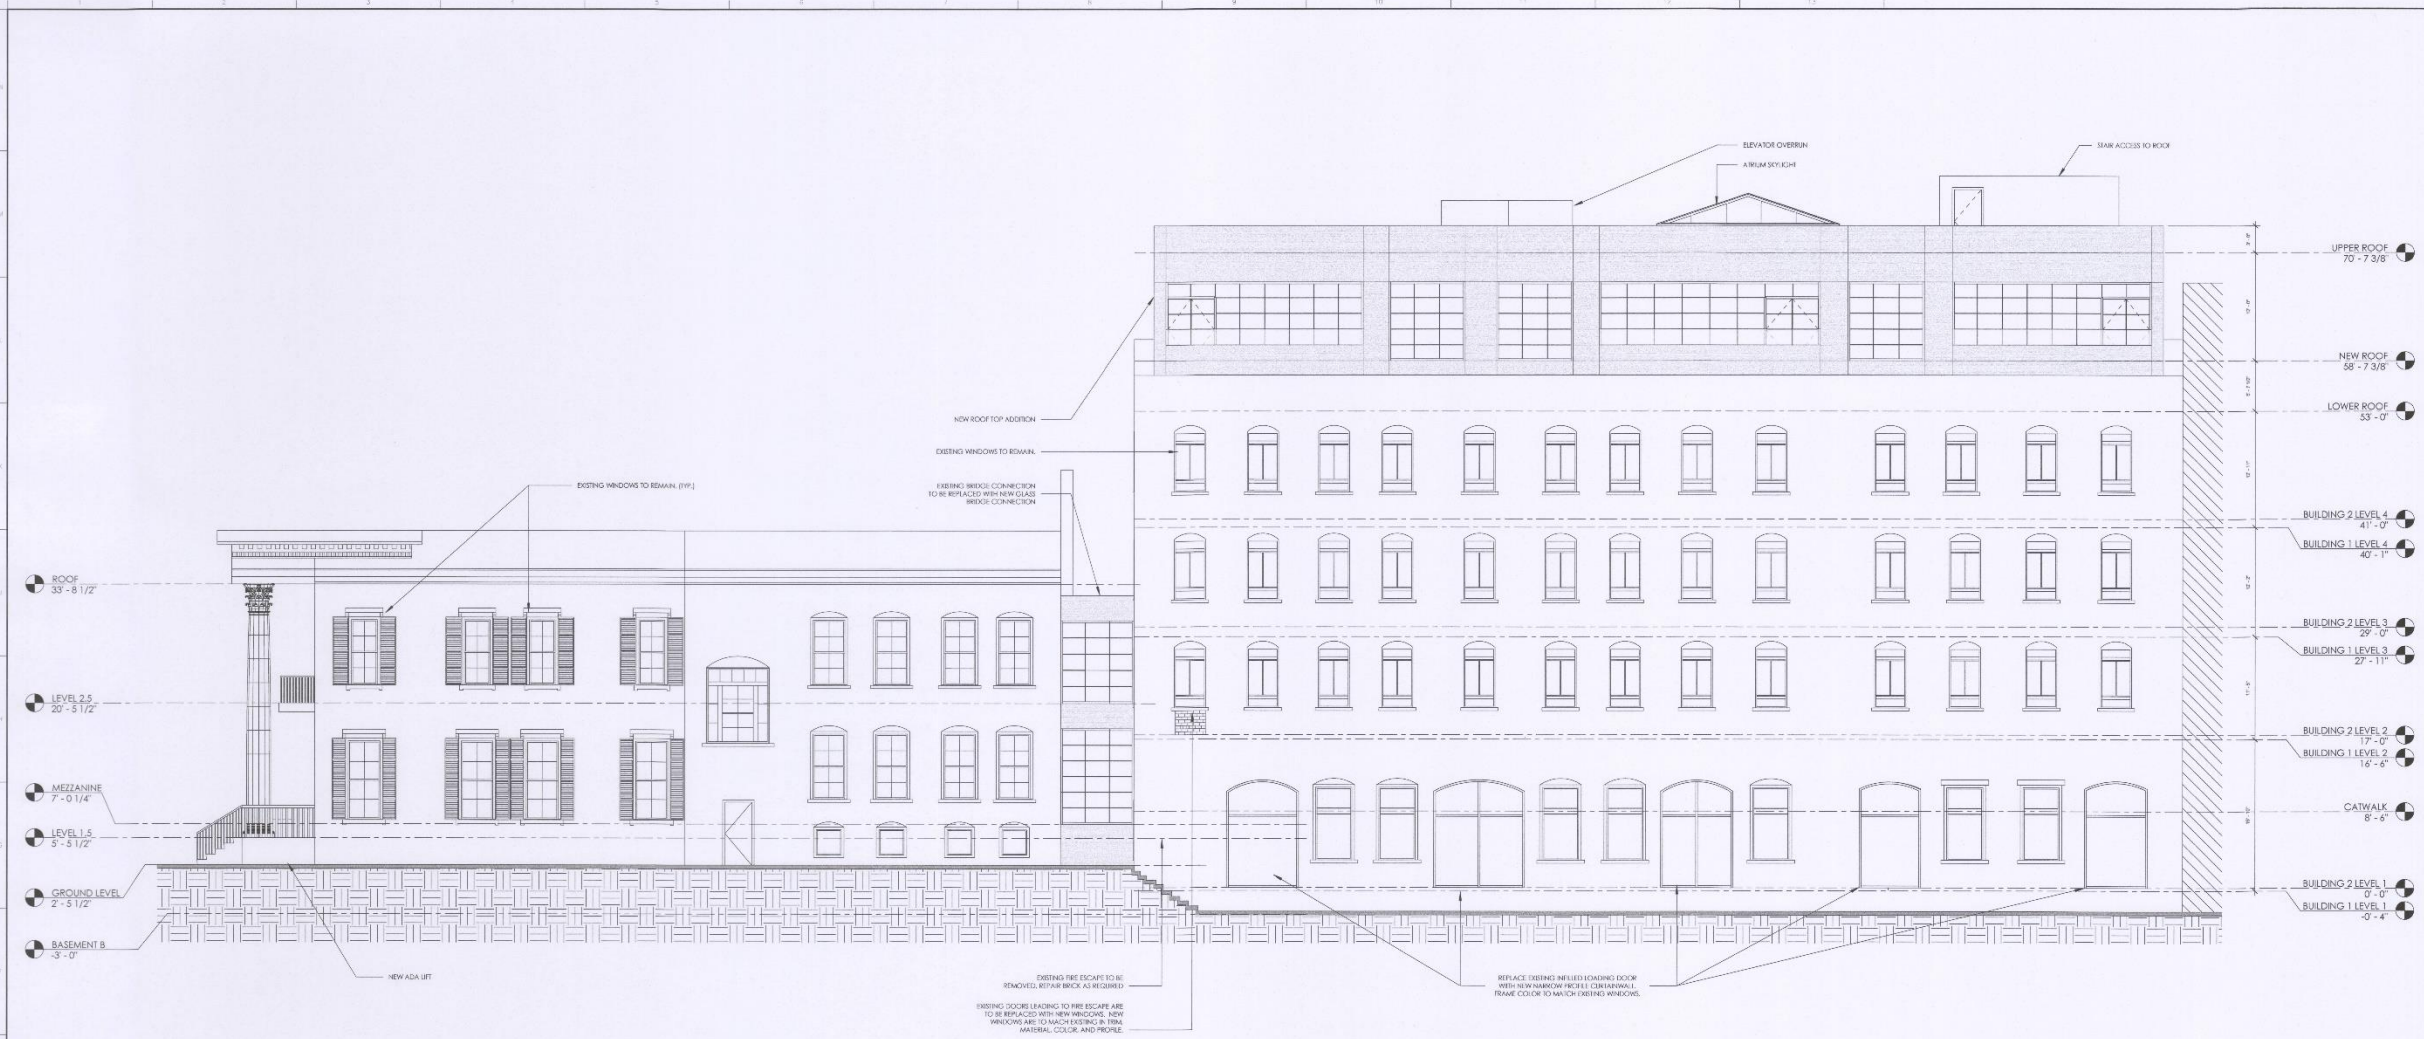 ELEVATOR OVERRUN
ATRIUM SKYLIGHT
STAIR ACCESS TO ROOF
UPPER ROOF
70' - 7 3/8"
NEW ROOF
58' - 7 3/8"
LOWER ROOF
53' - 0"
NEW ROOF TOP ADDITION
EXISTING WINDOWS TO REMAIN.
EXISTING WINDOWS TO REMAIN. (TYP.)
EXISTING BRIDGE CONNECTION
TO BE REPLACED WITH NEW GLASS
BRIDGE CONNECTION
BUILDING 2 LEVEL 4
41' - 0"
BUILDING 1 LEVEL 4
40' - 1"
ROOF
33' - 8 1/2"
BUILDING 2 LEVEL 3
29' - 0"
BUILDING 1 LEVEL 3
27' - 11"
LEVEL 2.5
20' - 5 1/2"
BUILDING 2 LEVEL 2
17' - 0"
BUILDING 1 LEVEL 2
16' - 6"
MEZZANINE
7' - 0 1/4"
CATWALK
8' - 6"
LEVEL 1.5
5' - 5 1/2"
GROUND LEVEL
2' - 5 1/2"
BUILDING 2 LEVEL 1
0' - 0"
BUILDING 1 LEVEL 1
-0' - 4"
BASEMENT B
-3' - 0"
NEW ADA LIFT
EXISTING FIRE ESCAPE TO BE
REMOVED, REPAIR BRICK AS REQUIRED
REPLACE EXISTING INFILLED LOADING DOOR
WITH NEW NARROW PROFILE CURTAINWALL.
FRAME COLOR TO MATCH EXISTING WINDOWS.
EXISTING DOORS LEADING TO FIRE ESCAPE ARE
TO BE REPLACED WITH NEW WINDOWS. NEW
WINDOWS ARE TO MACH EXISTING IN TRIM,
MATERIAL, COLOR, AND PROFILE.